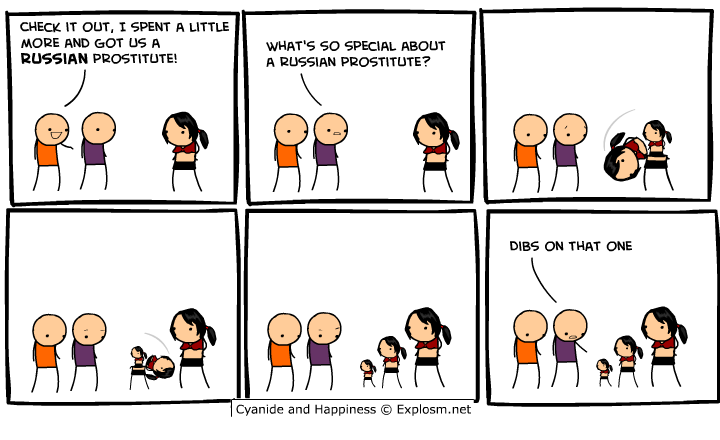 CHECK IT OUT, I SPENT A LITTLE
MORE AND GOT US A
RUSSIAN PROSTITUTE!
WHAT'S SO SPECIAL ABOUT
A RUSSIAN PROSTITUTE?
DIBS ON THAT ONE
Cyanide and Happiness © Explosm.net